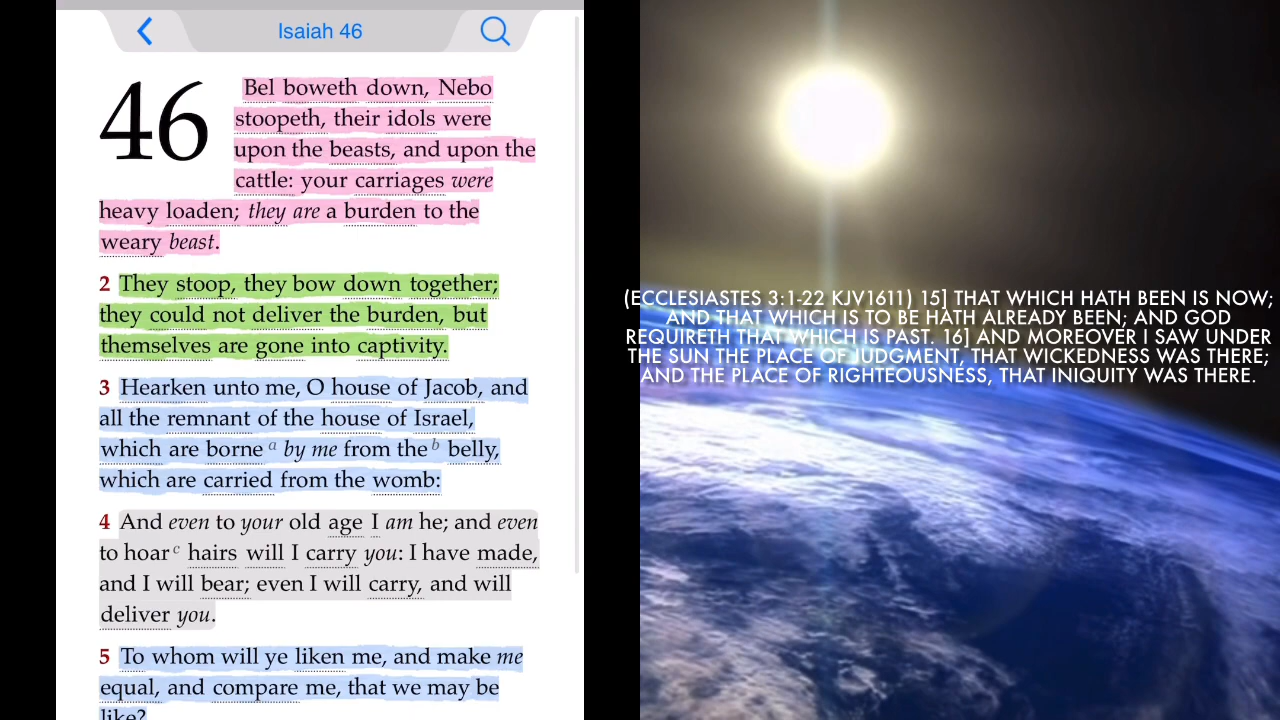 Isaiah 46
46
Bel boweth down, Nebo
stoopeth, their idols were
upon the beasts, and upon the
cattle: your carriages were
heavy loaden; they are a burden to the
weary beast.
2 They stoop, they bow down together;
they could not deliver the burden, but
themselves are gone into captivity.
3 Hearken unto me, O house of Jacob, and
all the remnant of the house of Israel,
which are borne a by me from the b belly,
which are carried from the womb:
4 And even to your old age I am he; and even
to hoar c hairs will I carry you: I have made,
and I will bear; even I will carry, and will
deliver you.
5 To whom will ye liken me, and make me
equal, and compare me, that we may be
like?
(ECCLESIASTES 3:1-22 KJV1611) 15] THAT WHICH HATH BEEN IS NOW;
AND THAT WHICH IS TO BE HATH ALREADY BEEN; AND GOD
REQUIRETH THAT WHICH IS PAST. 16] AND MOREOVER I SAW UNDER
THE SUN THE PLACE OF JUDGMENT, THAT WICKEDNESS WAS THERE;
AND THE PLACE OF RIGHTEOUSNESS, THAT INIQUITY WAS THERE.